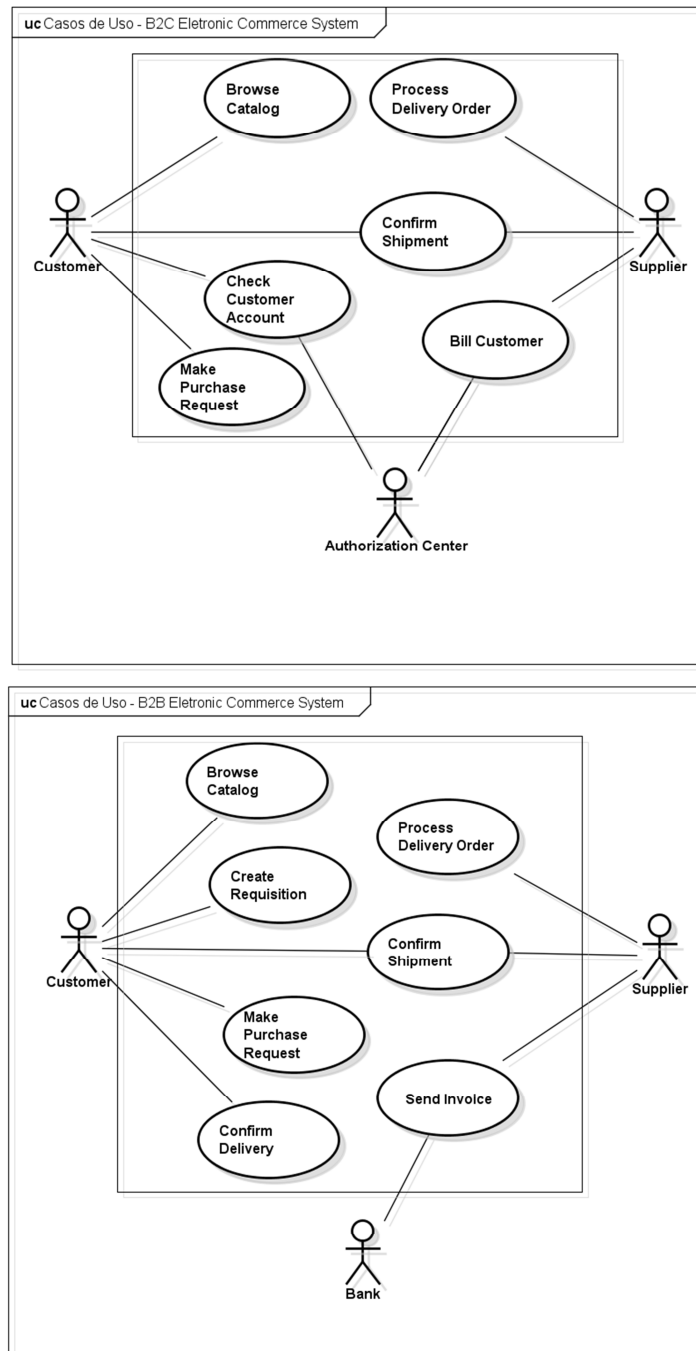 uc Casos de Uso - B2C Eletronic Commerce System
Browse
Catalog
Process
Delivery Order
Confirm
Shipment
Customer
Supplier
Check
Customer
Account
Bill Customer
Make
Purchase
Request
Authorization Center
uc Casos de Uso - B2B Eletronic Commerce System
Browse
Catalog
Process
Delivery Order
Create
Requisition
Confirm
Shipment
Customer
Supplier
Make
Purchase
Request
Send Invoice
Confirm
Delivery
Bank